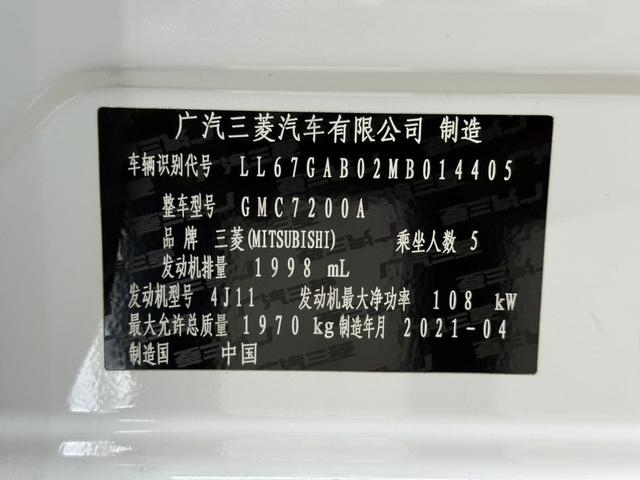 广汽三菱汽车有限公司 制造
车辆识别代号 LL67GAB02MB014405
整车型号 GMC7200A
品 牌 三菱(MITSUBISHI) 乘坐人数 5
发动机排量 1998 mL
发动机型号 4J11 发动机最大净功率 108 kW
最大允许总质量 1970 kg 制造年月 2021-04
制造国 中国